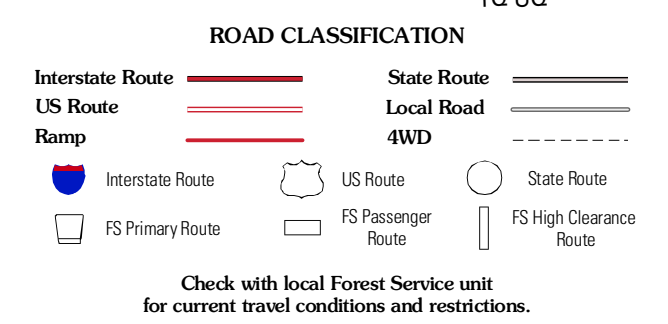 ROAD CLASSIFICATION
Interstate Route State Route
US Route Local Road
Ramp 4WD
Interstate Route US Route State Route
FS Primary Route FS Passenger Route FS High Clearance Route
Check with local Forest Service unit
for current travel conditions and restrictions.